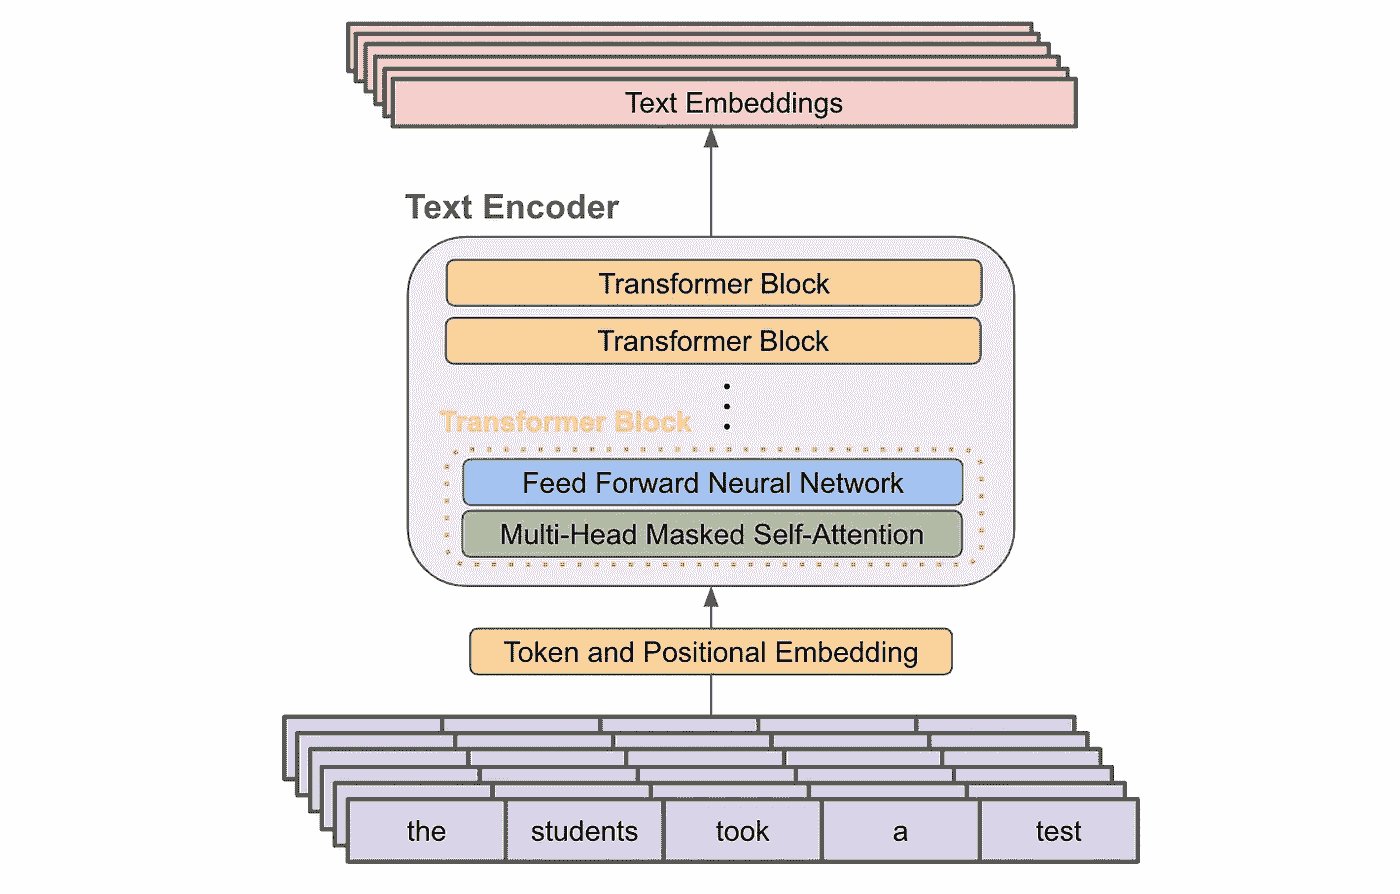 Text Embeddings
Text Encoder
Transformer Block
Transformer Block
Transformer Block
Feed Forward Neural Network
Multi-Head Masked Self-Attention
Token and Positional Embedding
the students took a test